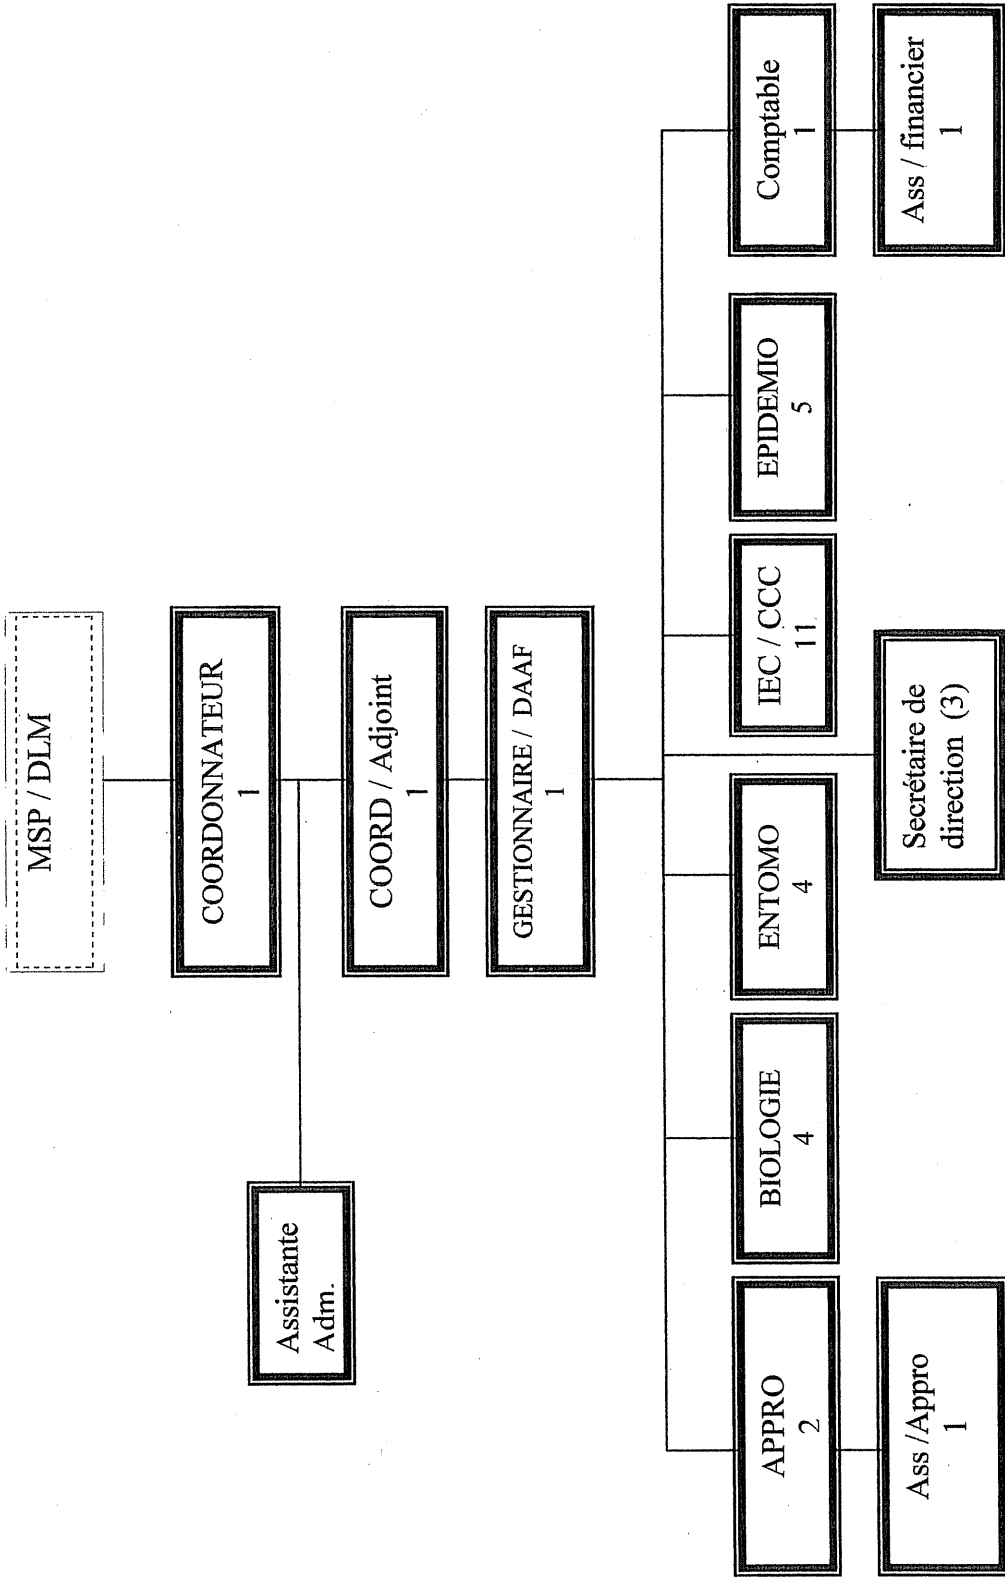 MSP / DLM
COORDONNATEUR
1
Assistante
Adm.
COORD / Adjoint
1
GESTIONNAIRE / DAAF
1
APPRO
2
BIOLOGIE
4
ENTOMO
4
IEC / CCC
11
EPIDEMIO
5
Comptable
1
Ass /Appro
1
Secrétaire de
direction (3)
Ass / financier
1